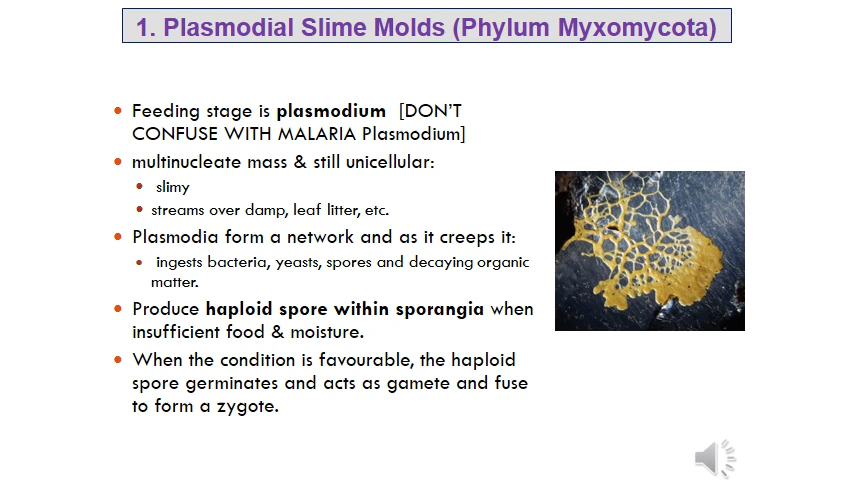 1. Plasmodial Slime Molds (Phylum Myxomycota)
• Feeding stage is plasmodium [DON'T
CONFUSE WITH MALARIA Plasmodium]
• multinucleate mass & still unicellular:
• slimy
• streams over damp, leaf litter, etc.
• Plasmodia form a network and as it creeps it:
• ingests bacteria, yeasts, spores and decaying organic
matter.
• Produce haploid spore within sporangia when
insufficient food & moisture.
• When the condition is favourable, the haploid
spore germinates and acts as gamete and fuse
to form a zygote.